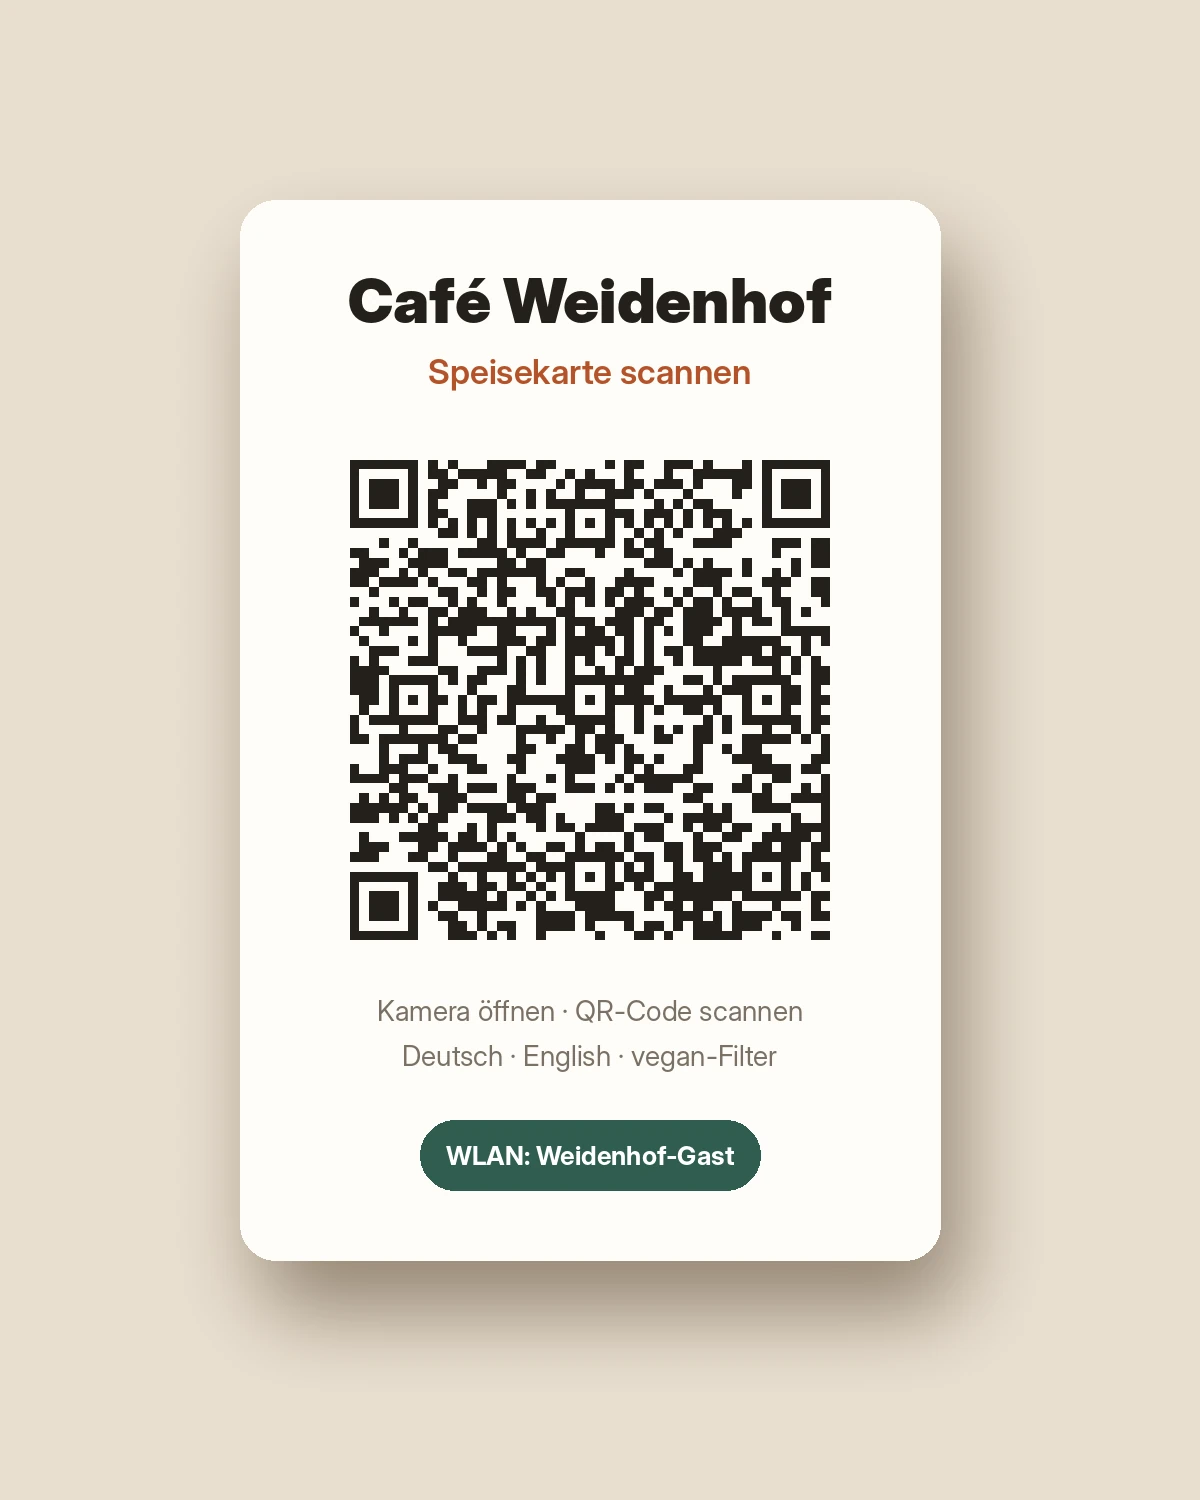 Café Weidenhof
Speisekarte scannen
Kamera öffnen · QR-Code scannen
Deutsch · English · vegan-Filter
WLAN: Weidenhof-Gast